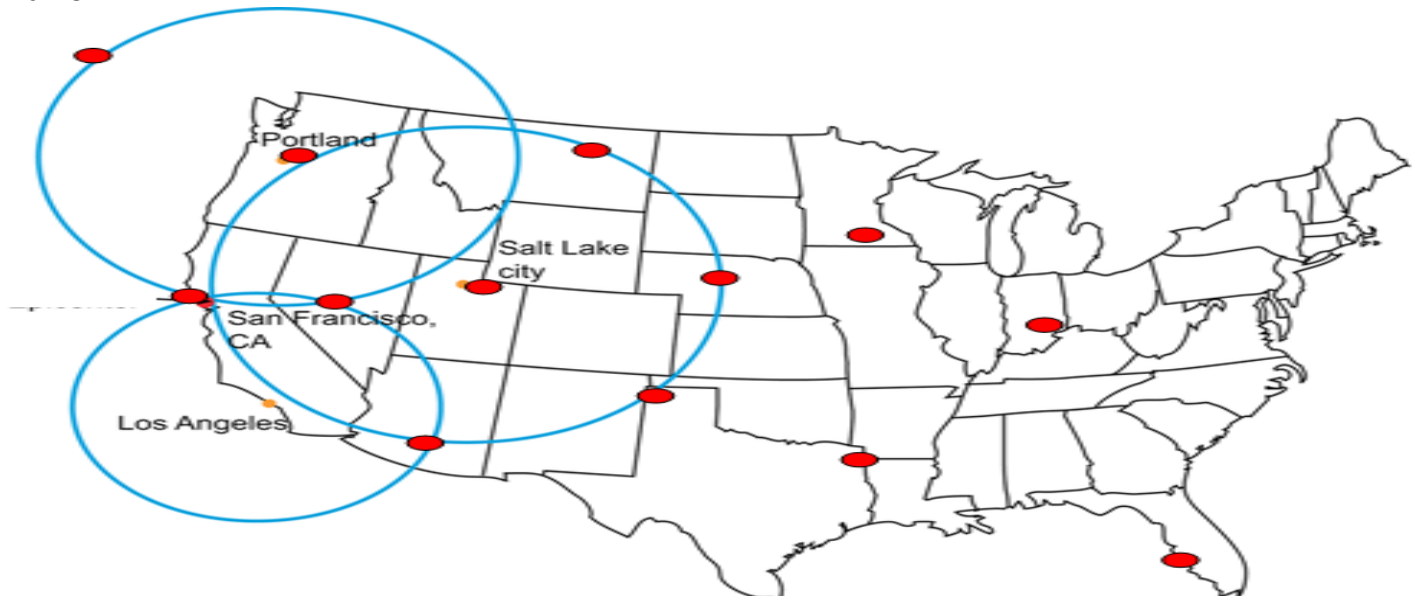 Portland
Salt Lake
city
San Francisco,
CA
Los Angeles